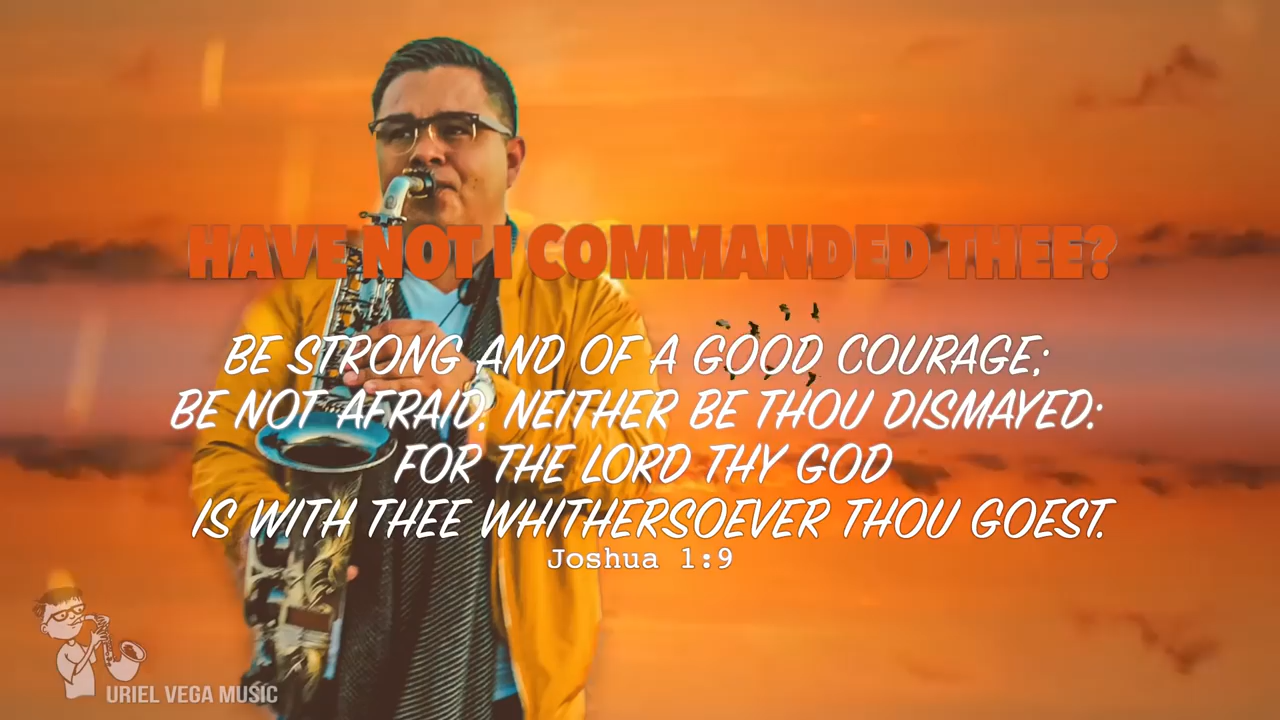 HAVE NOT I COMMANDED THEE?
BE STRONG AND OF A GOOD COURAGE;
BE NOT AFRAID, NEITHER BE THOU DISMAYED:
FOR THE LORD THY GOD
IS WITH THEE WHITHERSOEVER THOU GOEST.
Joshua 1:9
URIEL VEGA MUSIC